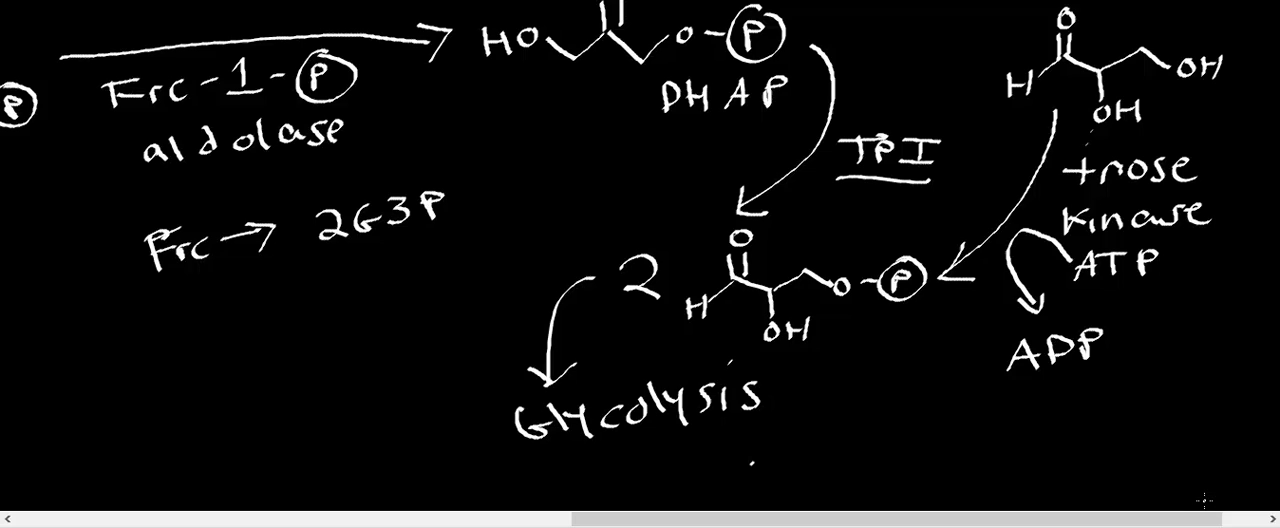 HO O-P
DHAP
O
H OH
OH
P
Frc-1-P
aldolase
TPI
triose
kinase
Frc → 2G3P
ATP
2
O
H O-P
OH
ADP
Glycolysis